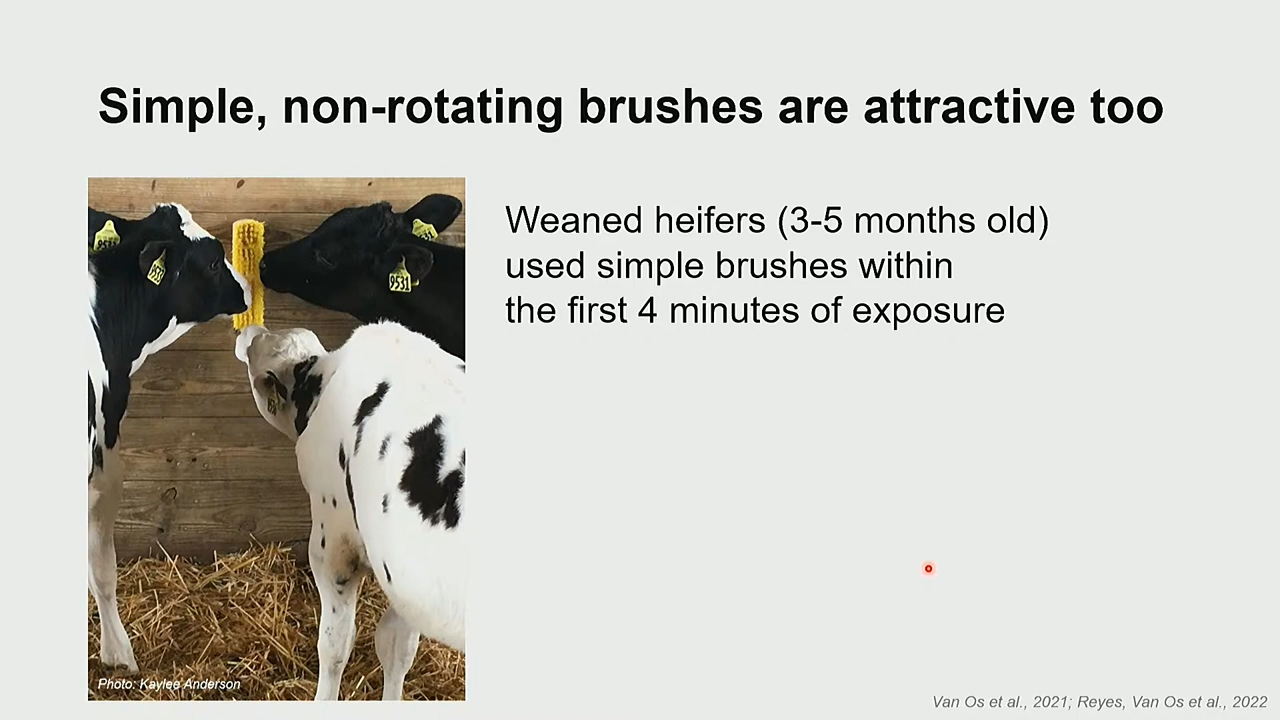 Simple, non-rotating brushes are attractive too
Weaned heifers (3-5 months old)
used simple brushes within
the first 4 minutes of exposure
9531
Photo: Kaylee Anderson
Van Os et al., 2021; Reyes, Van Os et al., 2022